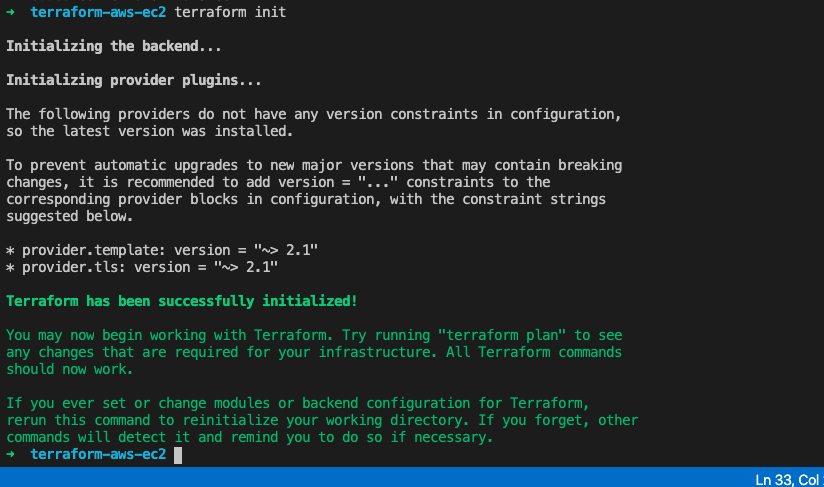 → terraform-aws-ec2 terraform init
Initializing the backend...
Initializing provider plugins...
The following providers do not have any version constraints in configuration,
so the latest version was installed.
To prevent automatic upgrades to new major versions that may contain breaking
changes, it is recommended to add version = "..." constraints to the
corresponding provider blocks in configuration, with the constraint strings
suggested below.
* provider.template: version = "~> 2.1"
* provider.tls: version = "~> 2.1"
Terraform has been successfully initialized!
You may now begin working with Terraform. Try running "terraform plan" to see
any changes that are required for your infrastructure. All Terraform commands
should now work.
If you ever set or change modules or backend configuration for Terraform,
rerun this command to reinitialize your working directory. If you forget, other
commands will detect it and remind you to do so if necessary.
→ terraform-aws-ec2
Ln 33, Col